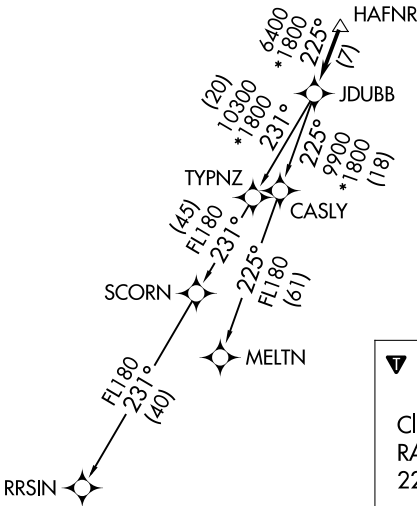 HAFNR
6400
*1800
225°
(7)
JDUBB
(20)
10300
*1800
231°
225°
9900
*1800
(18)
TYPNZ
CASLY
(45)
FL180
231°
225°
FL180
(61)
SCORN
MELTN
FL180
231°
(40)
RRSIN
T
Cl
RA
22